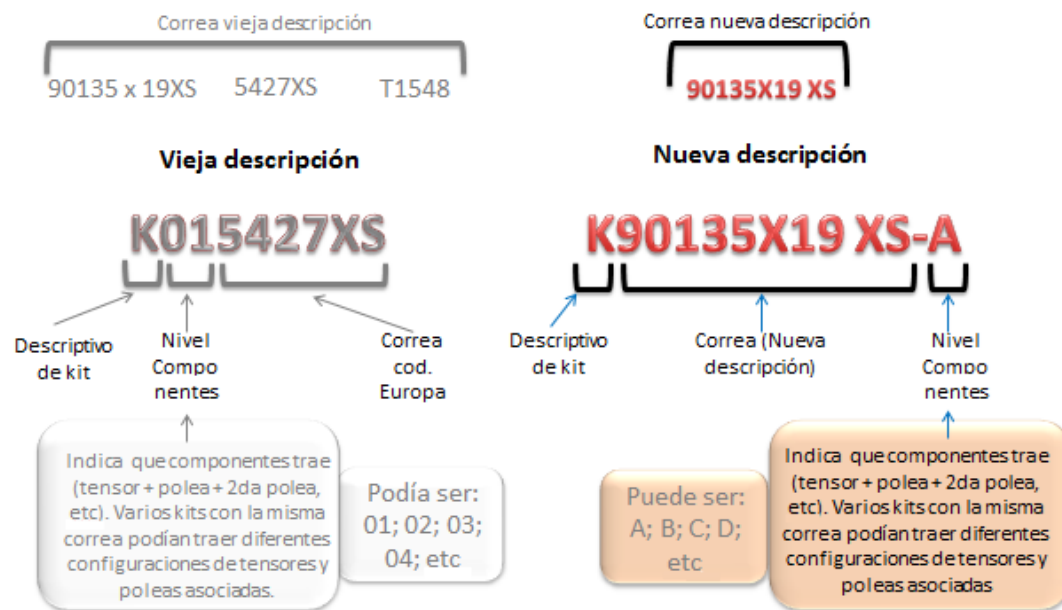 Correa vieja descripción
90135 x 19XS 5427XS T1548
Correa nueva descripción
90135X19 XS
Vieja descripción
K015427XS
Descriptivo
de kit
Nivel
Compo
nentes
Correa
cod.
Europa
Indica que componentes trae
(tensor + polea + 2da polea,
etc). Varios kits con la misma
correa podían traer diferentes
configuraciones de tensores y
poleas asociadas.
Podía ser:
01; 02; 03;
04; etc
Nueva descripción
K90135X19 XS-A
Descriptivo
de kit
Correa (Nueva
descripción)
Nivel
Compo
nentes
Puede ser:
A; B; C; D;
etc
Indica que componentes trae
(tensor + polea + 2da polea,
etc). Varios kits con la misma
correa podían traer diferentes
configuraciones de tensores y
poleas asociadas